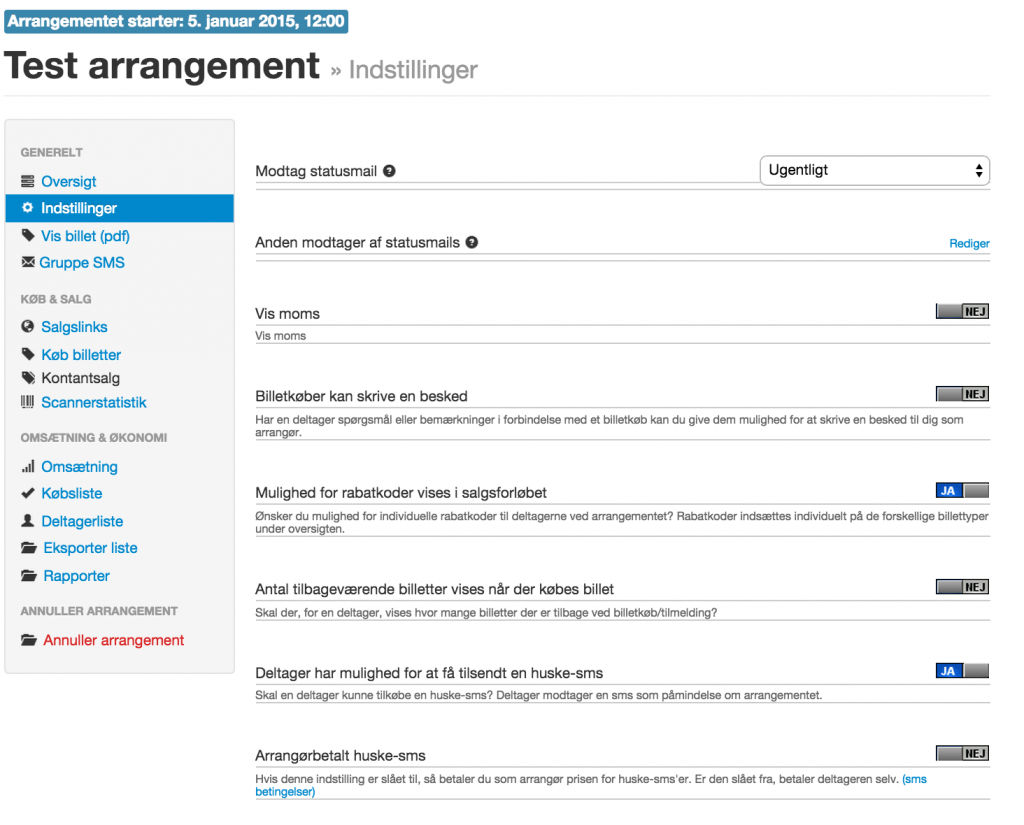 Arrangementet starter: 5. januar 2015, 12:00
Test arrangement » Indstillinger
GENERELT
Oversigt
Indstillinger
Vis billet (pdf)
Gruppe SMS
KØB & SALG
Salgslinks
Køb billetter
Kontantsalg
Scannerstatistik
OMSÆTNING & ØKONOMI
Omsætning
Købsliste
Deltagerliste
Eksporter liste
Rapporter
ANNULLER ARRANGEMENT
Annuller arrangement
Modtag statusmail ?
Ugentligt
Anden modtager af statusmails ?
Rediger
Vis moms
NEJ
Vis moms
Billetkøber kan skrive en besked
NEJ
Har en deltager spørgsmål eller bemærkninger i forbindelse med et billetkøb kan du give dem mulighed for at skrive en besked til dig som
arrangør.
Mulighed for rabatkoder vises i salgsforløbet
JA
Ønsker du mulighed for individuelle rabatkoder til deltagerne ved arrangementet? Rabatkoder indsættes individuelt på de forskellige billettyper
under oversigten.
Antal tilbageværende billetter vises når der købes billet
NEJ
Skal der, for en deltager, vises hvor mange billetter der er tilbage ved billetkøb/tilmelding?
Deltager har mulighed for at få tilsendt en huske-sms
JA
Skal en deltager kunne tilkøbe en huske-sms? Deltager modtager en sms som påmindelse om arrangementet.
Arrangørbetalt huske-sms
NEJ
Hvis denne indstilling er slået til, så betaler du som arrangør prisen for huske-sms'er. Er den slået fra, betaler deltageren selv. (sms
betingelser)